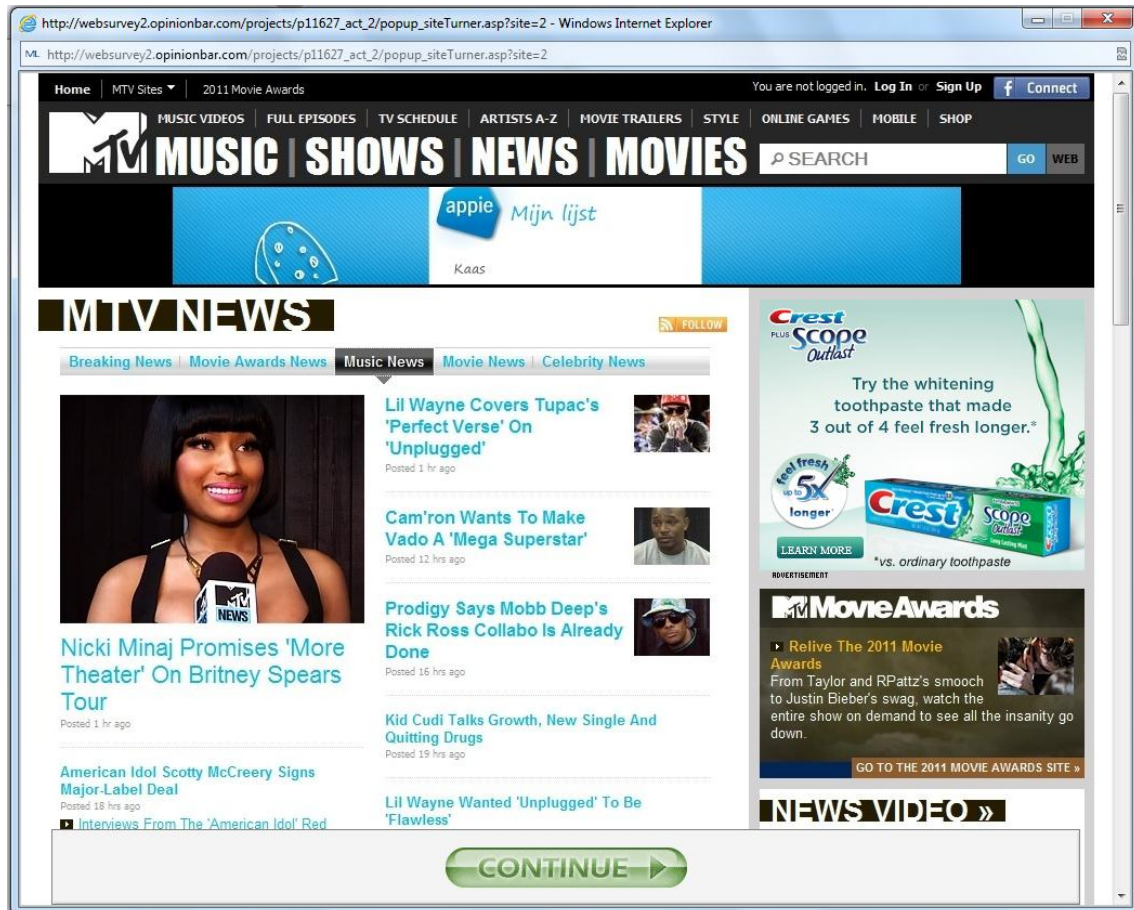 http://websurvey2.opinionbar.com/projects/p11627_act_2/popup_siteTurner.asp?site=2 - Windows Internet Explorer
http://websurvey2.opinionbar.com/projects/p11627_act_2/popup_siteTurner.asp?site=2
Home MTV Sites 2011 Movie Awards You are not logged in. Log In or Sign Up f Connect
MUSIC VIDEOS FULL EPISODES TV SCHEDULE ARTISTS A-Z MOVIE TRAILERS STYLE ONLINE GAMES MOBILE SHOP
MTV MUSIC | SHOWS | NEWS | MOVIES SEARCH GO WEB
appie Mijn lijst
Kaas
MTV NEWS
FOLLOW
Breaking News | Movie Awards News Music News Movie News | Celebrity News
MTV
NEWS
Nicki Minaj Promises 'More
Theater' On Britney Spears
Tour
Posted 1 hr ago
American Idol Scotty McCreery Signs
Major-Label Deal
Posted 18 hrs ago
Interviews From The 'American Idol' Red
Lil Wayne Covers Tupac's
'Perfect Verse' On
'Unplugged'
Posted 1 hr ago
Cam'ron Wants To Make
Vado A 'Mega Superstar'
Posted 12 hrs ago
Prodigy Says Mobb Deep's
Rick Ross Collabo Is Already
Done
Posted 16 hrs ago
Kid Cudi Talks Growth, New Single And
Quitting Drugs
Posted 19 hrs ago
Lil Wayne Wanted 'Unplugged' To Be
'Flawless'
Crest
PLUS Scope
Outlast
Try the whitening
toothpaste that made
3 out of 4 feel fresh longer.*
feel fresh
up to 5x
longer*
Crest Scope
Outlast
Long Lasting Mint
LEARN MORE
*vs. ordinary toothpaste
ADVERTISEMENT
MTV Movie Awards
Relive The 2011 Movie
Awards
From Taylor and RPattz's smooch
to Justin Bieber's swag, watch the
entire show on demand to see all the insanity go
down.
GO TO THE 2011 MOVIE AWARDS SITE »
NEWS VIDEO »
CONTINUE